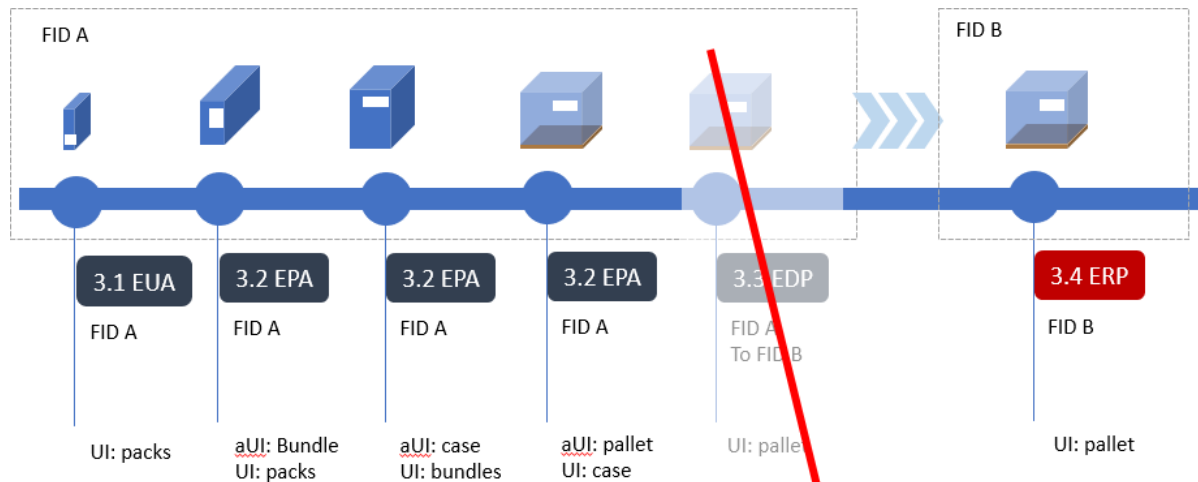 FID A
FID B
3.1 EUA
3.2 EPA
3.2 EPA
3.2 EPA
3.3 EDP
3.4 ERP
FID A
FID A
FID A
FID A
FID A
To FID B
FID B
UI: packs
aUI: Bundle
UI: packs
aUI: case
UI: bundles
aUI: pallet
UI: case
UI: pallet
UI: pallet